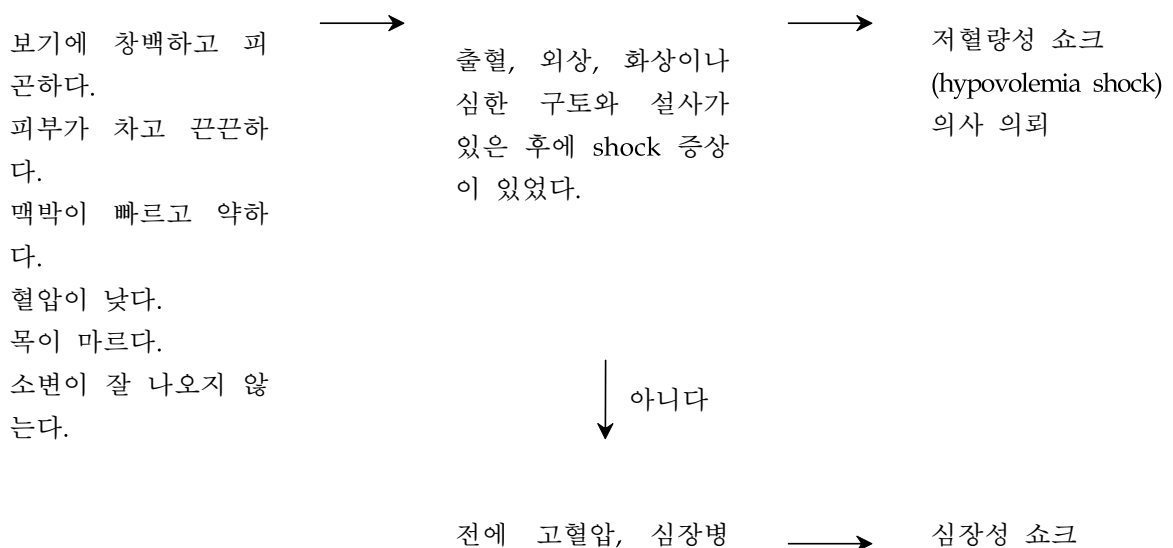 보기에 창백하고 피
곤하다.
피부가 차고 끈끈하
다.
맥박이 빠르고 약하
다.
혈압이 낮다.
목이 마르다.
소변이 잘 나오지 않
는다.
출혈, 외상, 화상이나
심한 구토와 설사가
있은 후에 shock 증상
이 있었다.
저혈량성 쇼크
(hypovolemia shock)
의사 의뢰
아니다
전에 고혈압, 심장병
심장성 쇼크